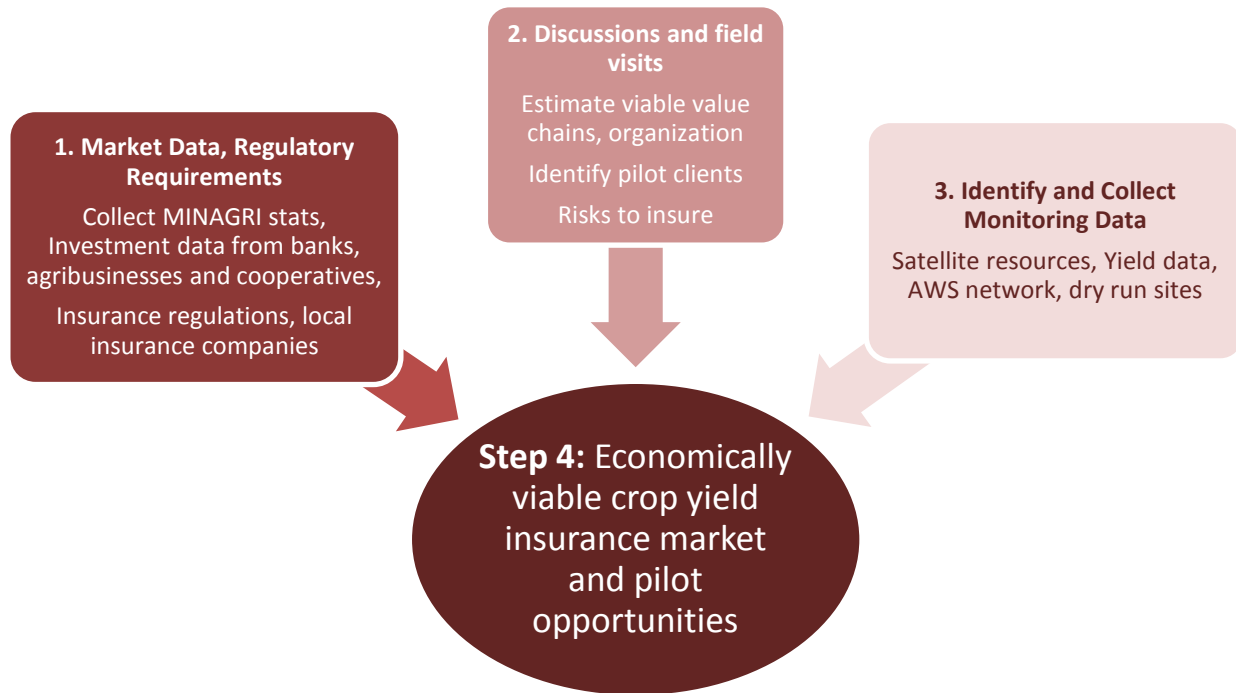 1. Market Data, Regulatory
Requirements
Collect MINAGRI stats,
Investment data from banks,
agribusinesses and cooperatives,
Insurance regulations, local
insurance companies
2. Discussions and field
visits
Estimate viable value
chains, organization
Identify pilot clients
Risks to insure
3. Identify and Collect
Monitoring Data
Satellite resources, Yield data,
AWS network, dry run sites
Step 4: Economically
viable crop yield
insurance market
and pilot
opportunities